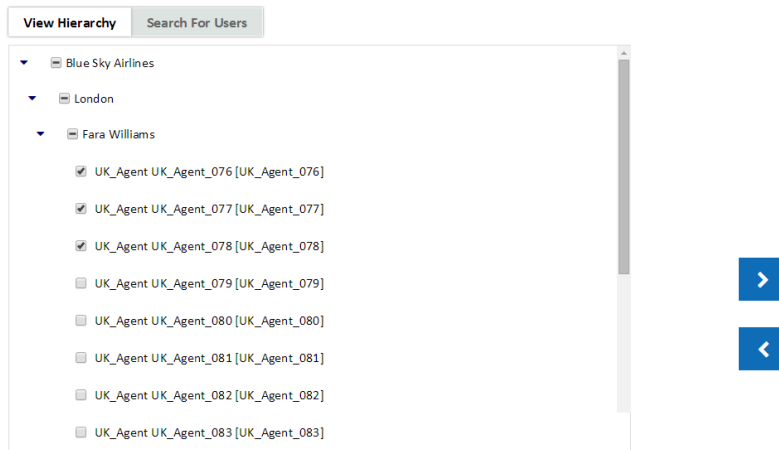 View Hierarchy Search For Users
Blue Sky Airlines
London
Fara Williams
UK_Agent UK_Agent_076 [UK_Agent_076]
UK_Agent UK_Agent_077 [UK_Agent_077]
UK_Agent UK_Agent_078 [UK_Agent_078]
UK_Agent UK_Agent_079 [UK_Agent_079]
UK_Agent UK_Agent_080 [UK_Agent_080]
UK_Agent UK_Agent_081 [UK_Agent_081]
UK_Agent UK_Agent_082 [UK_Agent_082]
UK_Agent UK_Agent_083 [UK_Agent_083]